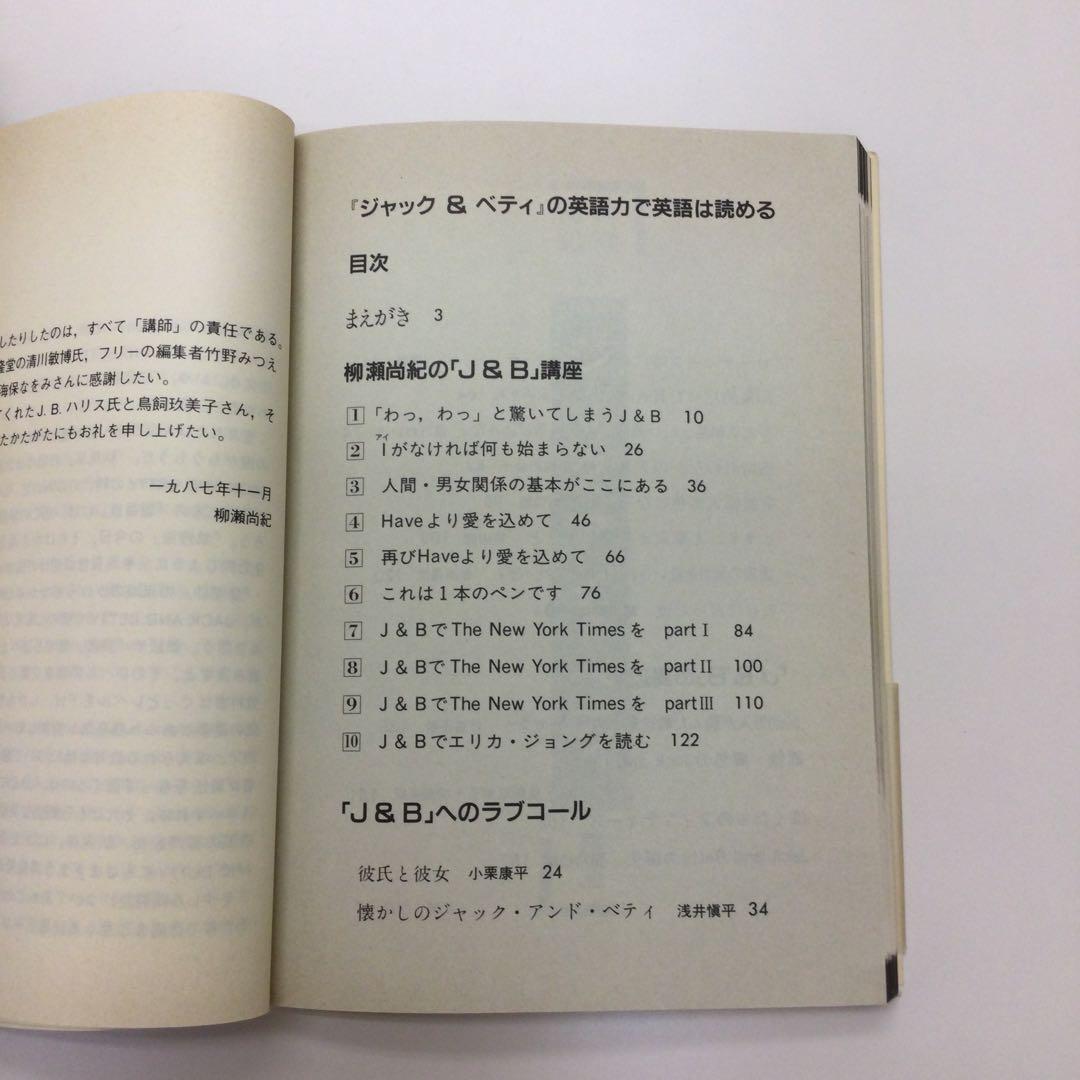 したりしたのは，すべて「講師」の責任である。
堂の清川敏博氏，フリーの編集者竹野みつえ
海保なをみさんに感謝したい。
てくれたJ.B.ハリス氏と鳥飼玖美子さん，そ
たかたがたにもお礼を申し上げたい。
一九八七年十一月
柳瀬尚紀
『ジャック & ベティ』の英語力で英語は読める
目次
まえがき 3
柳瀬尚紀の「J & B」講座
1 「わっ，わっ」と驚いてしまうJ & B 10
アイ
2 Iがなければ何も始まらない 26
3 人間・男女関係の基本がここにある 36
4 Haveより愛を込めて 46
5 再びHaveより愛を込めて 66
6 これは1本のペンです 76
7 J & BでThe New York Timesを partⅠ 84
8 J & BでThe New York Timesを partⅡ 100
9 J & BでThe New York Timesを partⅢ 110
10 J & Bでエリカ・ジョングを読む 122
「J & B」へのラブコール
彼氏と彼女 小栗康平 24
懐かしのジャック・アンド・ベティ 浅井愼平 34